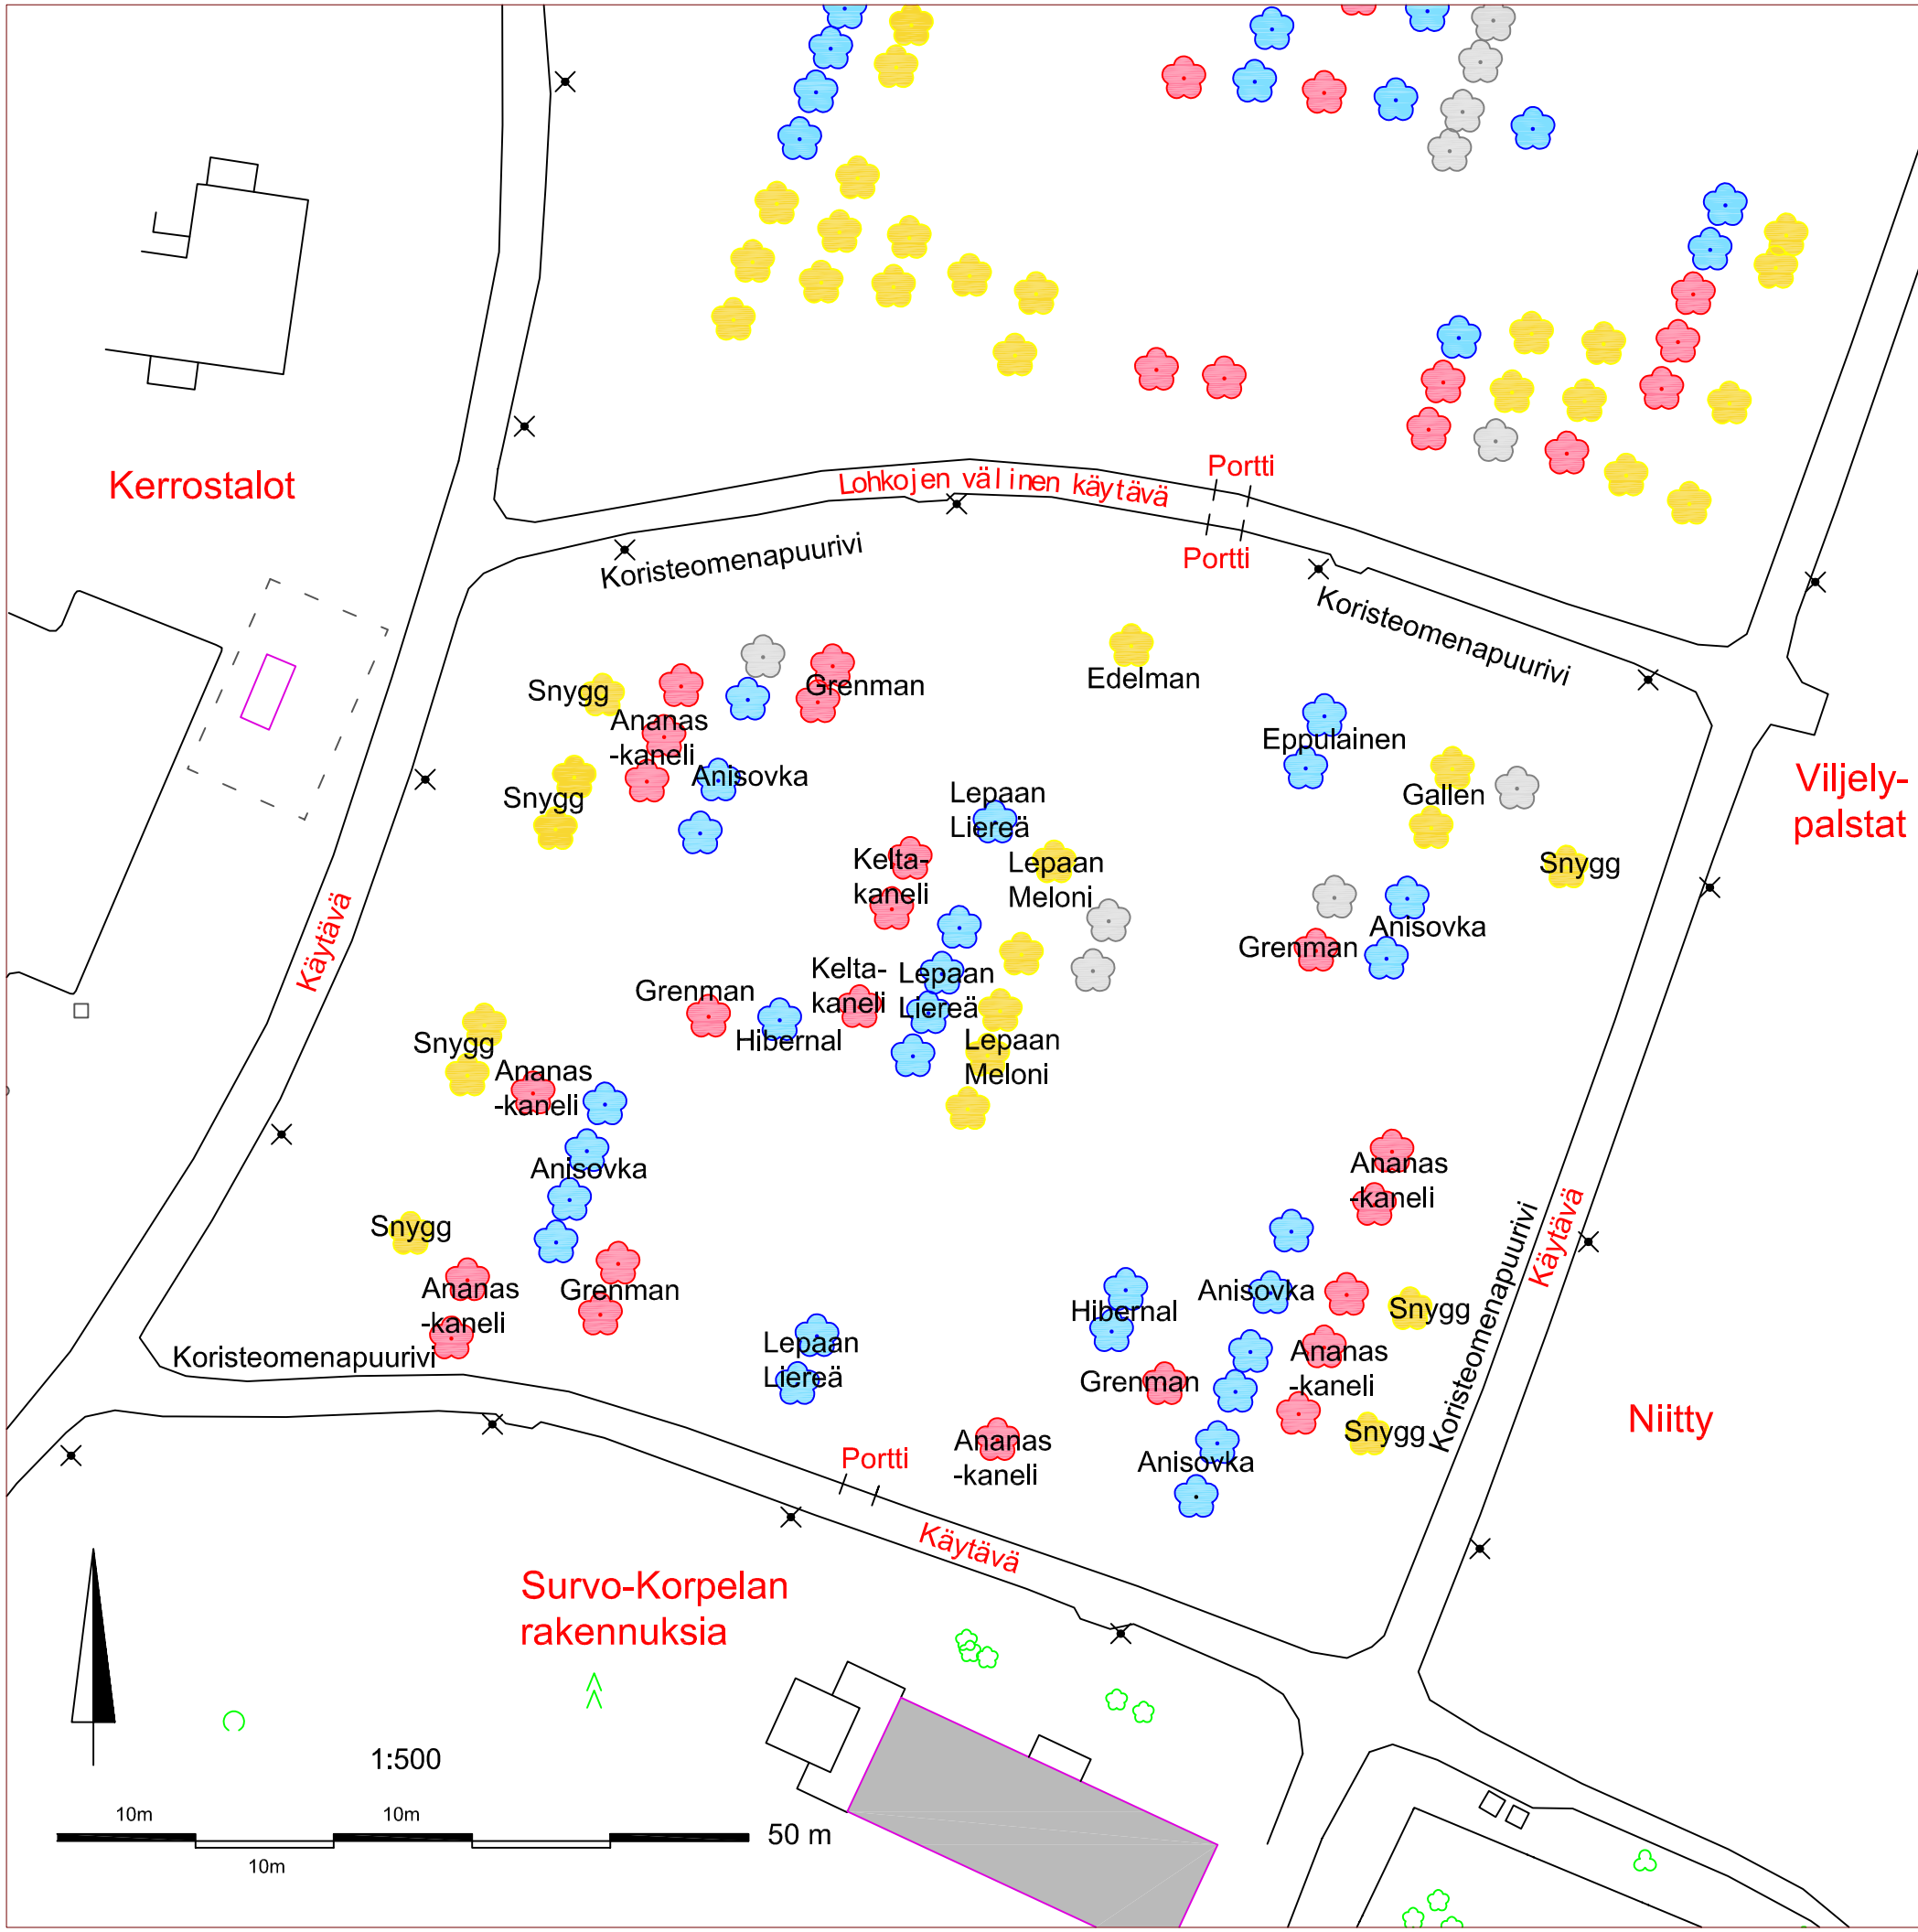 Kerrostalot
Lohkojen välinen käytävä
Portti
Portti
Koristeomenapuurivi
Koristeomenapuurivi
Snygg
Ananas
-kaneli
Grenman
Edelman
Snygg
Anisovka
Eppulainen
Gallen
Viljely-
palstat
Lepaan
Liereä
Kelta-
kaneli
Lepaan
Meloni
Snygg
Käytävä
Grenman
Anisovka
Grenman
Hibernal
Kelta-
kaneli
Lepaan
Liereä
Lepaan
Meloni
Snygg
Ananas
-kaneli
Anisovka
Ananas
-kaneli
Snygg
Ananas
-kaneli
Grenman
Koristeomenapuurivi
Lepaan
Liereä
Hibernal
Anisovka
Snygg
Grenman
Ananas
-kaneli
Snygg
Koristeomenapuurivi
Käytävä
Niitty
Ananas
-kaneli
Anisovka
Portti
Käytävä
Survo-Korpelan
rakennuksia
1:500
10m
10m
10m
50 m